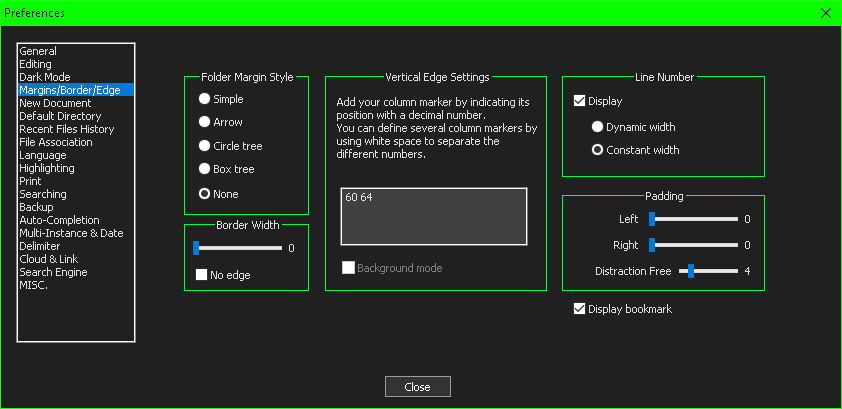 Preferences
General
Editing
Dark Mode
Margins/Border/Edge
New Document
Default Directory
Recent Files History
File Association
Language
Highlighting
Print
Searching
Backup
Auto-Completion
Multi-Instance & Date
Delimiter
Cloud & Link
Search Engine
MISC.
Folder Margin Style
Simple
Arrow
Circle tree
Box tree
None
Border Width
0
No edge
Vertical Edge Settings
Add your column marker by indicating its
position with a decimal number.
You can define several column markers by
using white space to separate the
different numbers.
60 64
Background mode
Line Number
Display
Dynamic width
Constant width
Padding
Left 0
Right 0
Distraction Free 4
Display bookmark
Close